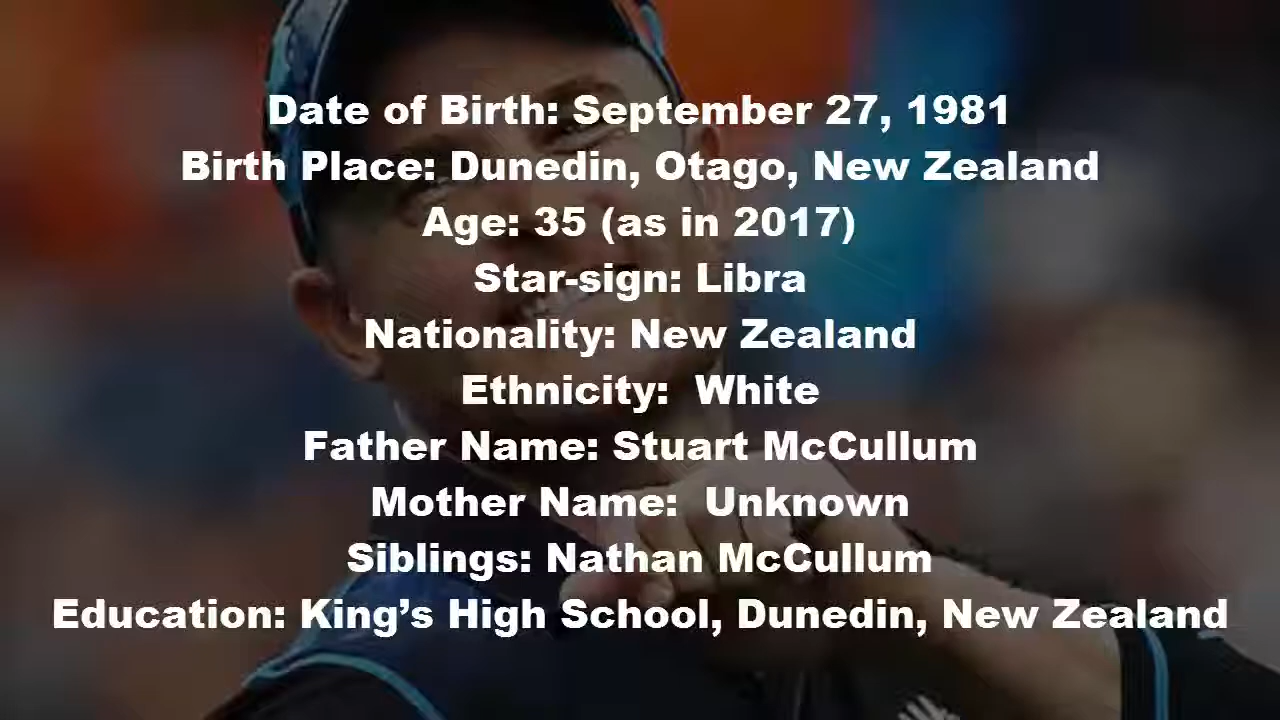 Date of Birth: September 27, 1981
Birth Place: Dunedin, Otago, New Zealand
Age: 35 (as in 2017)
Star-sign: Libra
Nationality: New Zealand
Ethnicity:  White
Father Name: Stuart McCullum
Mother Name:  Unknown
Siblings: Nathan McCullum
Education: King’s High School, Dunedin, New Zealand